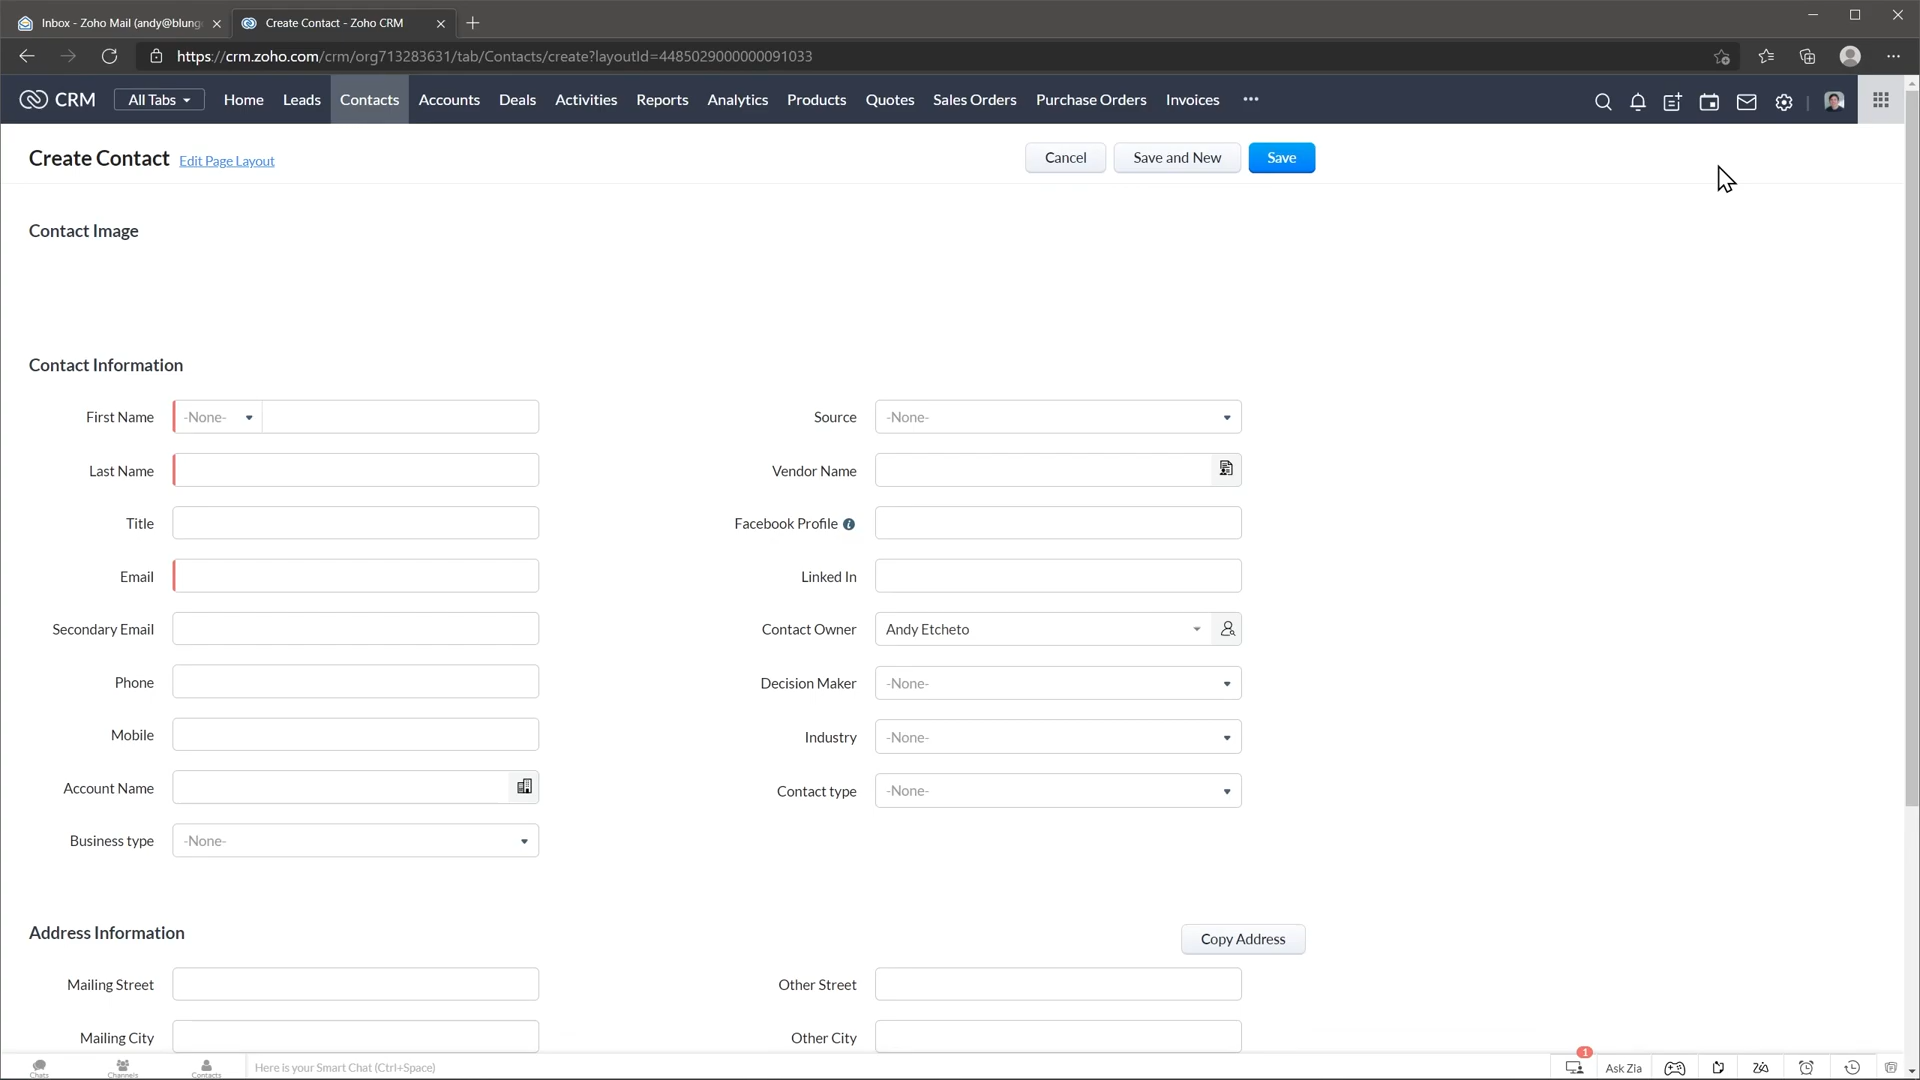 Inbox - Zoho Mail (andy@blung
Create Contact - Zoho CRM
https://crm.zoho.com/crm/org713283631/tab/Contacts/create?layoutId=4485029000000091033
CRM All Tabs Home Leads Contacts Accounts Deals Activities Reports Analytics Products Quotes Sales Orders Purchase Orders Invoices •••
Create Contact Edit Page Layout Cancel Save and New Save
Contact Image
Contact Information
First Name -None- Source -None-
Last Name Vendor Name
Title Facebook Profile i
Email Linked In
Secondary Email Contact Owner Andy Etcheto
Phone Decision Maker -None-
Mobile Industry -None-
Account Name Contact type -None-
Business type -None-
Address Information Copy Address
Mailing Street Other Street
Mailing City Other City
Chats Channels Contacts Here is your Smart Chat (Ctrl+Space) 1 Ask Zia